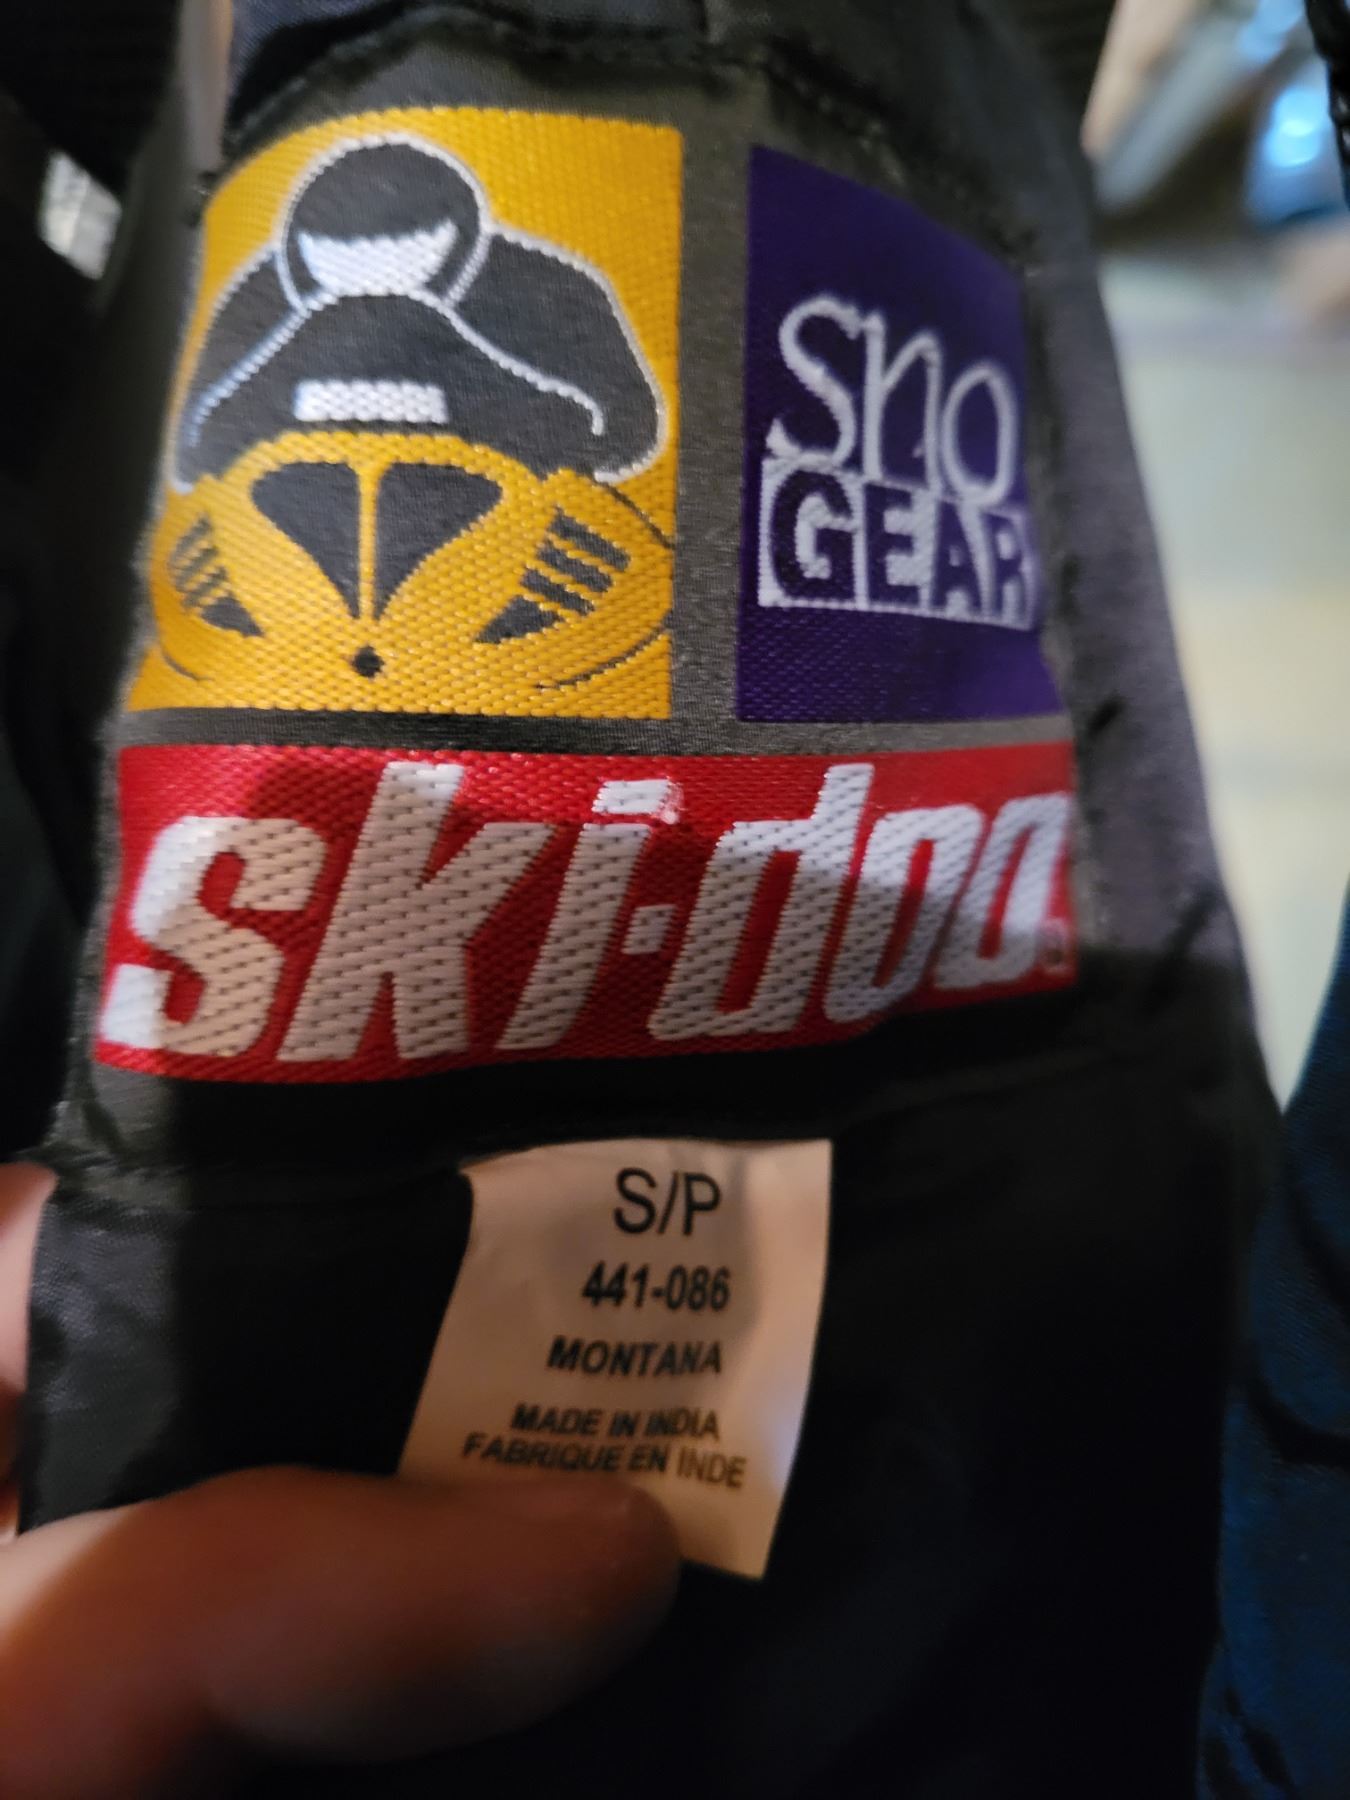 sno
GEAR
ski-doo®
S/P
441-086
MONTANA
MADE IN INDIA
FABRIQUE EN INDE